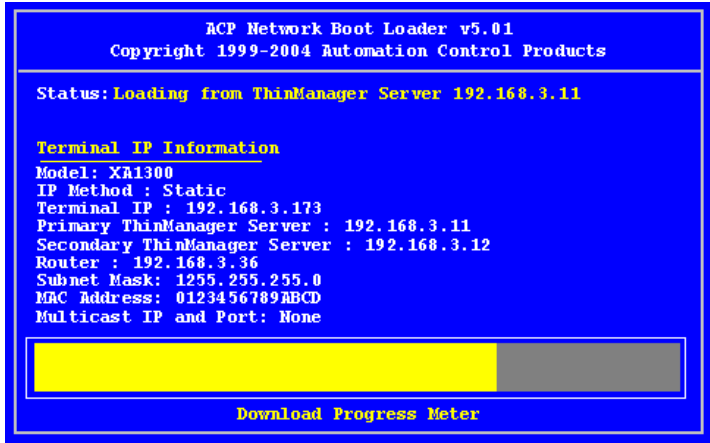 ACP Network Boot Loader v5.01
Copyright 1999-2004 Automation Control Products
Status: Loading from ThinManager Server 192.168.3.11
Terminal IP Information
Model: XA1300
IP Method : Static
Terminal IP : 192.168.3.173
Primary ThinManager Server : 192.168.3.11
Secondary ThinManager Server : 192.168.3.12
Router : 192.168.3.36
Subnet Mask: 1255.255.255.0
MAC Address: 0123456789ABCD
Multicast IP and Port: None
Download Progress Meter